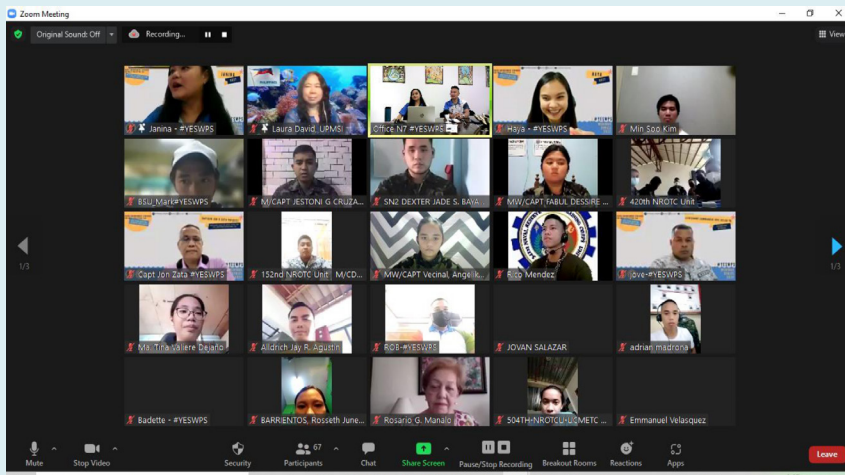 Zoom Meeting
Original Sound: Off
Recording...
View
Janina - #YESWPS
Laura David, UPMSI
Office N7 #YESWPS
Haya - #YESWPS
Min Soo Kim
BSU_Mark#YESWPS
M/CAPT JESTONI G CRUZA...
SN2 DEXTER JADE S. BAYA
MW/CAPT FABUL DESSIRE ...
420th NROTC Unit
Capt Jon Zata #YESWPS
152nd NROTC Unit M/CD...
MW/CAPT Vecinal, Angel k...
Rico Mendez
Jove-#YESWPS
1/3
1/3
Ma. Tina Valiere Dejaño
Alldrich Jay R. Agustin
ROB-#YESWPS
JOVAN SALAZAR
adrian madrona
Badette - #YESWPS
BARRIENTOS, Rosseth June...
Rosario G. Manalo
504TH-NROTCU-UCMETC ...
Emmanuel Velasquez
Mute
Stop Video
Security
67
Participants
Chat
Share Screen
Pause/Stop Recording
Breakout Rooms
Reactions
Apps
Leave